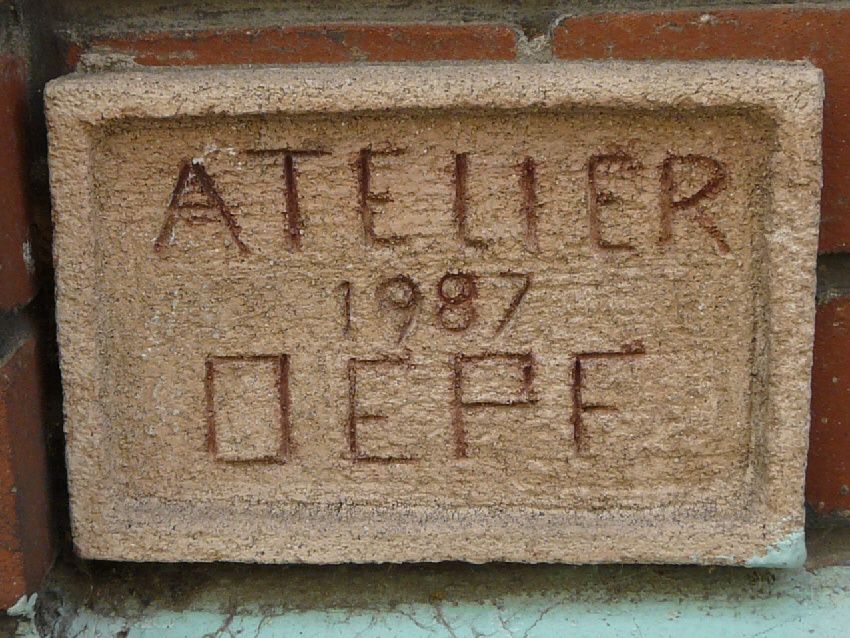 ATELIER
1987
OEPF